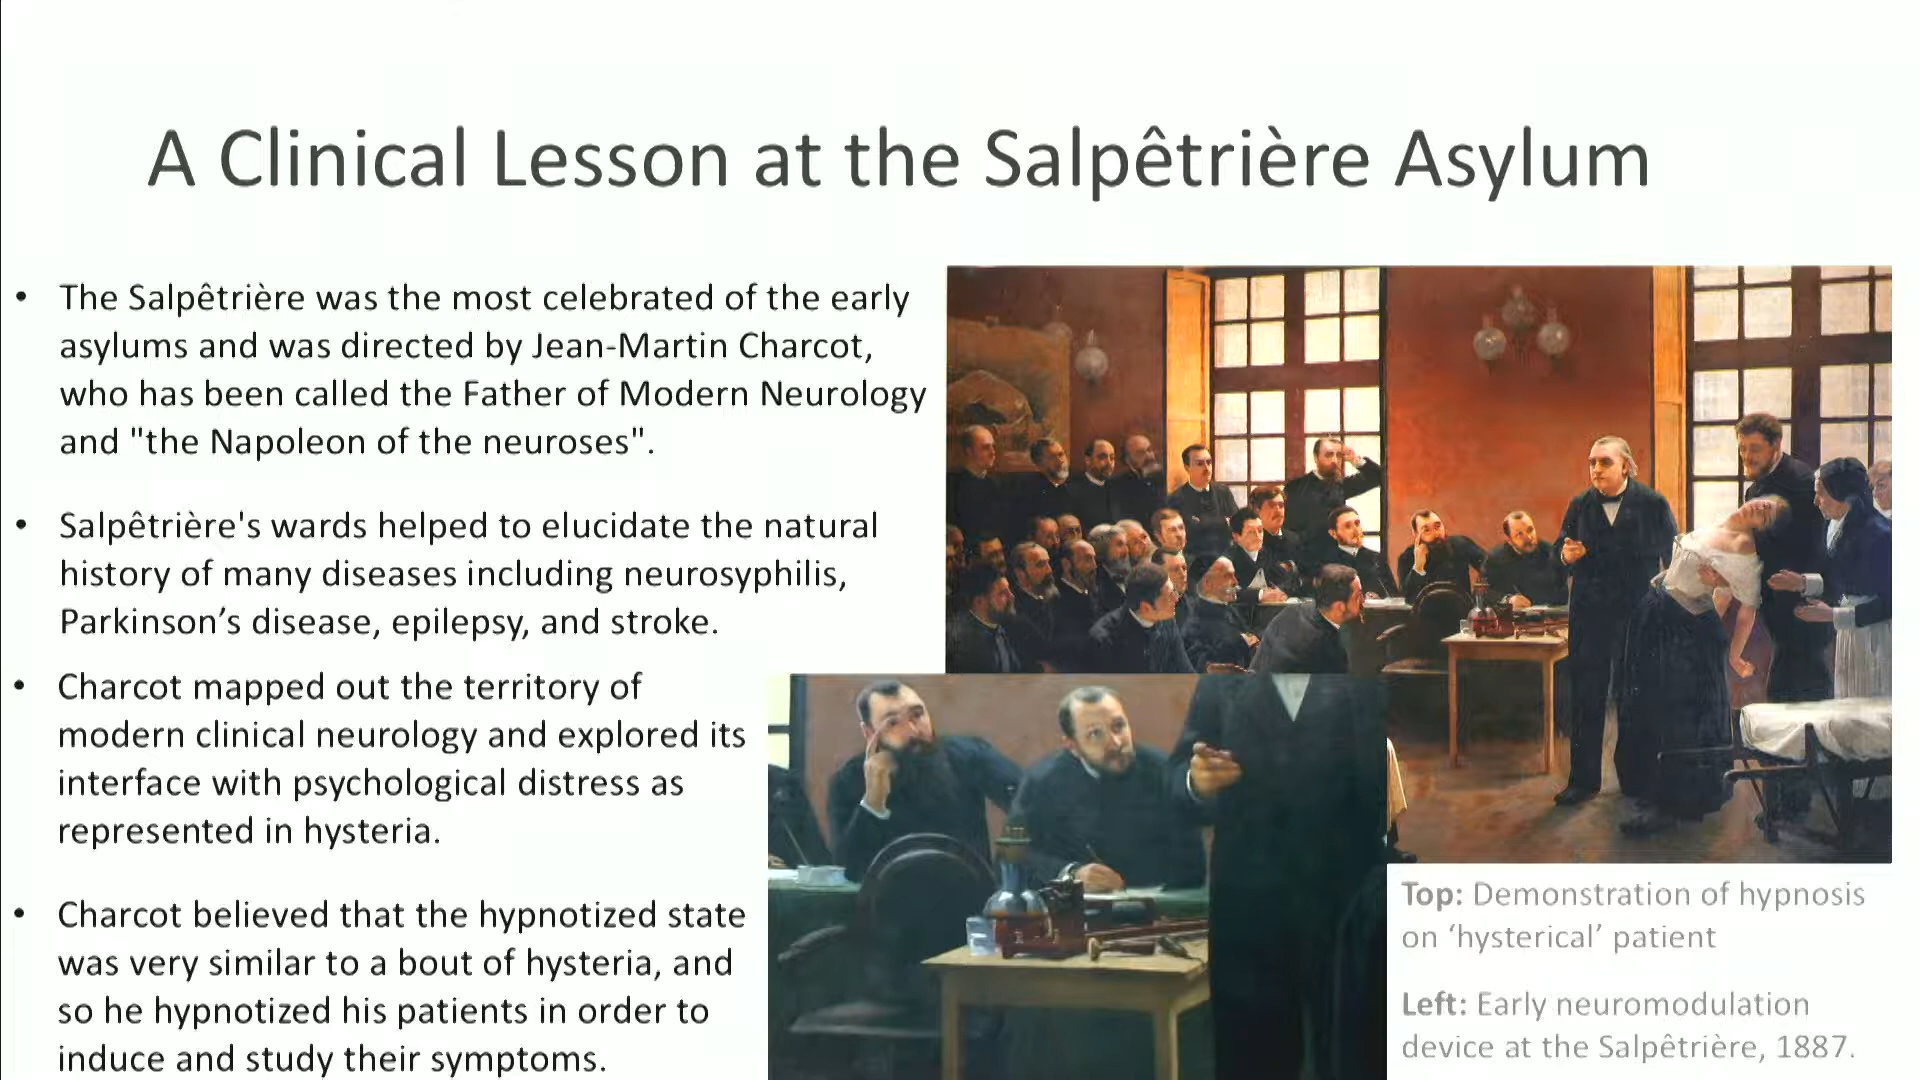 A Clinical Lesson at the Salpêtrière Asylum
• The Salpêtrière was the most celebrated of the early
asylums and was directed by Jean-Martin Charcot,
who has been called the Father of Modern Neurology
and "the Napoleon of the neuroses".
• Salpêtrière's wards helped to elucidate the natural
history of many diseases including neurosyphilis,
Parkinson’s disease, epilepsy, and stroke.
• Charcot mapped out the territory of
modern clinical neurology and explored its
interface with psychological distress as
represented in hysteria.
• Charcot believed that the hypnotized state
was very similar to a bout of hysteria, and
so he hypnotized his patients in order to
induce and study their symptoms.
Top: Demonstration of hypnosis
on ‘hysterical’ patient
Left: Early neuromodulation
device at the Salpêtrière, 1887.